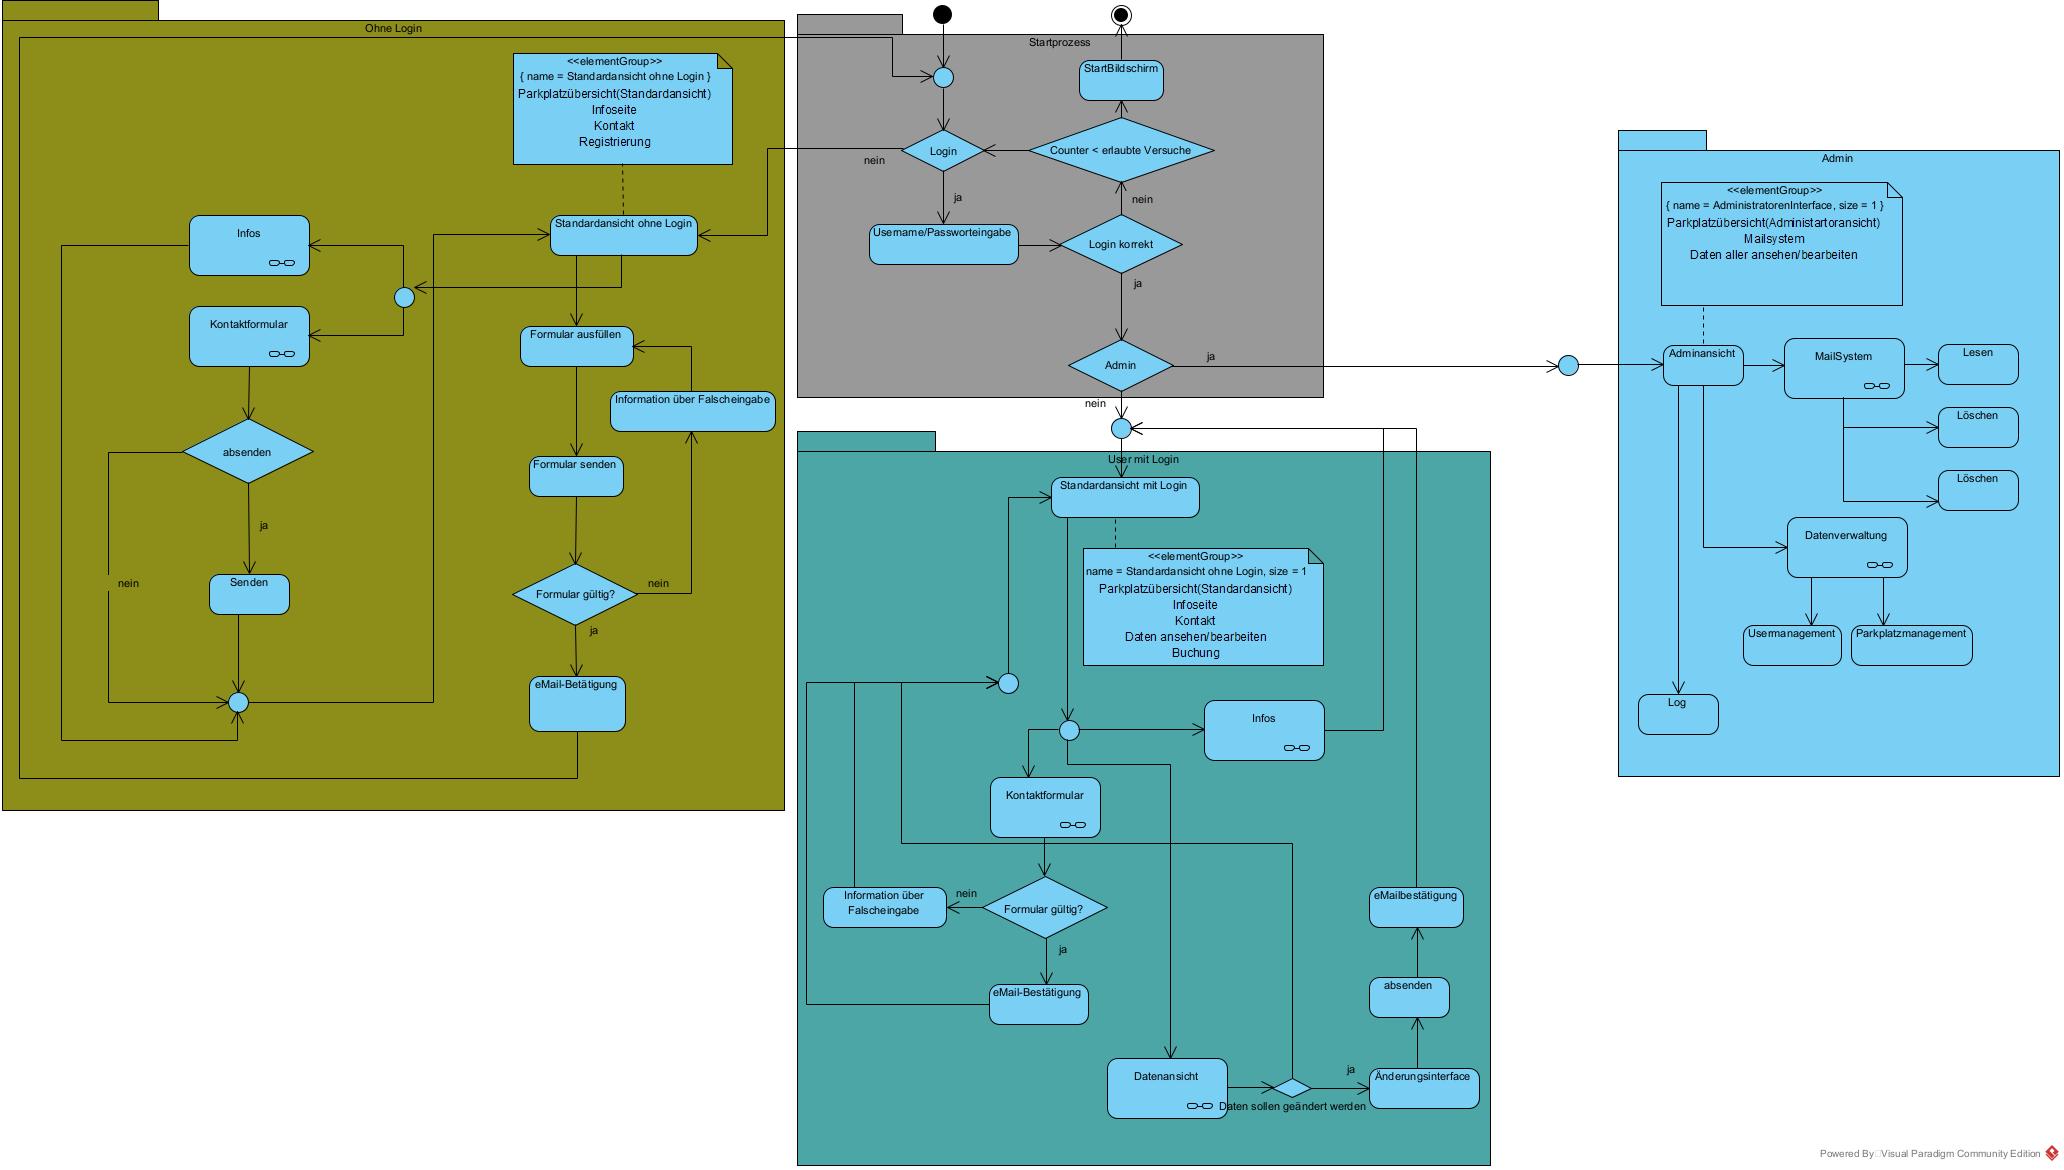 Ohne Login
<<elementGroup>>
{ name = Standardansicht ohne Login }
Parkplatzübersicht(Standardansicht)
Infoseite
Kontakt
Registrierung
Standardansicht ohne Login
Infos
Kontaktformular
absenden
ja
nein
Senden
Formular ausfüllen
Information über Falscheingabe
Formular senden
Formular gültig?
nein
ja
eMail-Betätigung
Startprozess
StartBildschirm
Login
nein
ja
Counter < erlaubte Versuche
nein
Username/Passworteingabe
Login korrekt
ja
Admin
ja
nein
User mit Login
Standardansicht mit Login
<<elementGroup>>
name = Standardansicht ohne Login, size = 1
Parkplatzübersicht(Standardansicht)
Infoseite
Kontakt
Daten ansehen/bearbeiten
Buchung
Infos
Kontaktformular
Information über
Falscheingabe
nein
Formular gültig?
ja
eMail-Bestätigung
eMailbestätigung
absenden
Datenansicht
ja
Änderungsinterface
Daten sollen geändert werden
Admin
<<elementGroup>>
{ name = AdministratorenInterface, size = 1 }
Parkplatzübersicht(Administartoransicht)
Mailsystem
Daten aller ansehen/bearbeiten
Adminansicht
MailSystem
Lesen
Löschen
Löschen
Datenverwaltung
Usermanagement
Parkplatzmanagement
Log
Powered By Visual Paradigm Community Edition